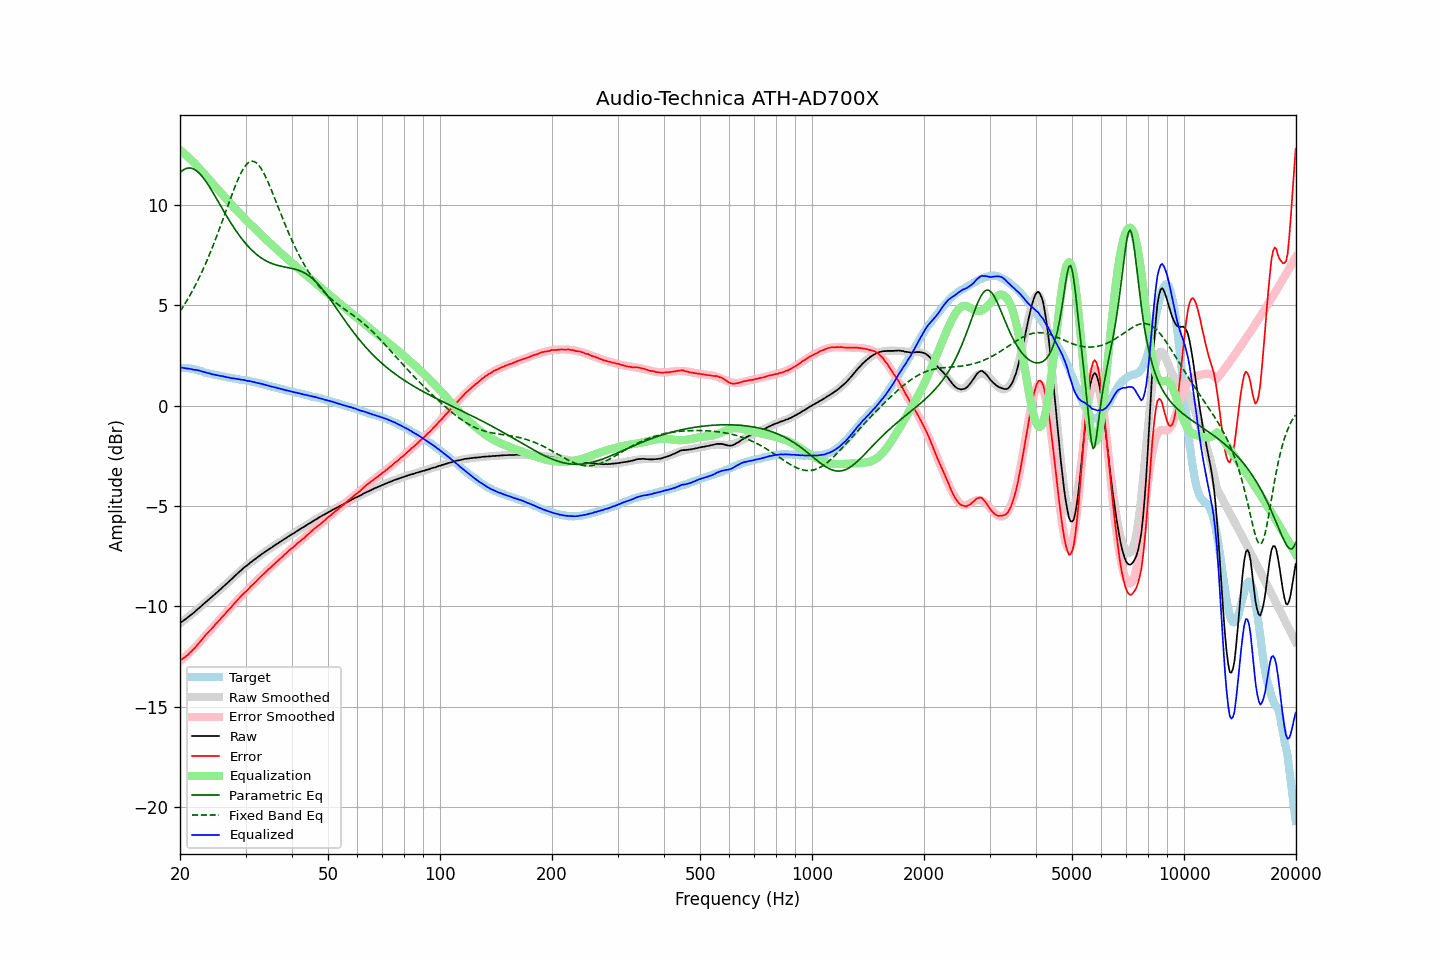 Audio-Technica ATH-AD700X
Amplitude (dBr)
10
5
0
−5
−10
−15
−20
Target
Raw Smoothed
Error Smoothed
Raw
Error
Equalization
Parametric Eq
Fixed Band Eq
Equalized
20 50 100 200 500 1000 2000 5000 10000 20000
Frequency (Hz)